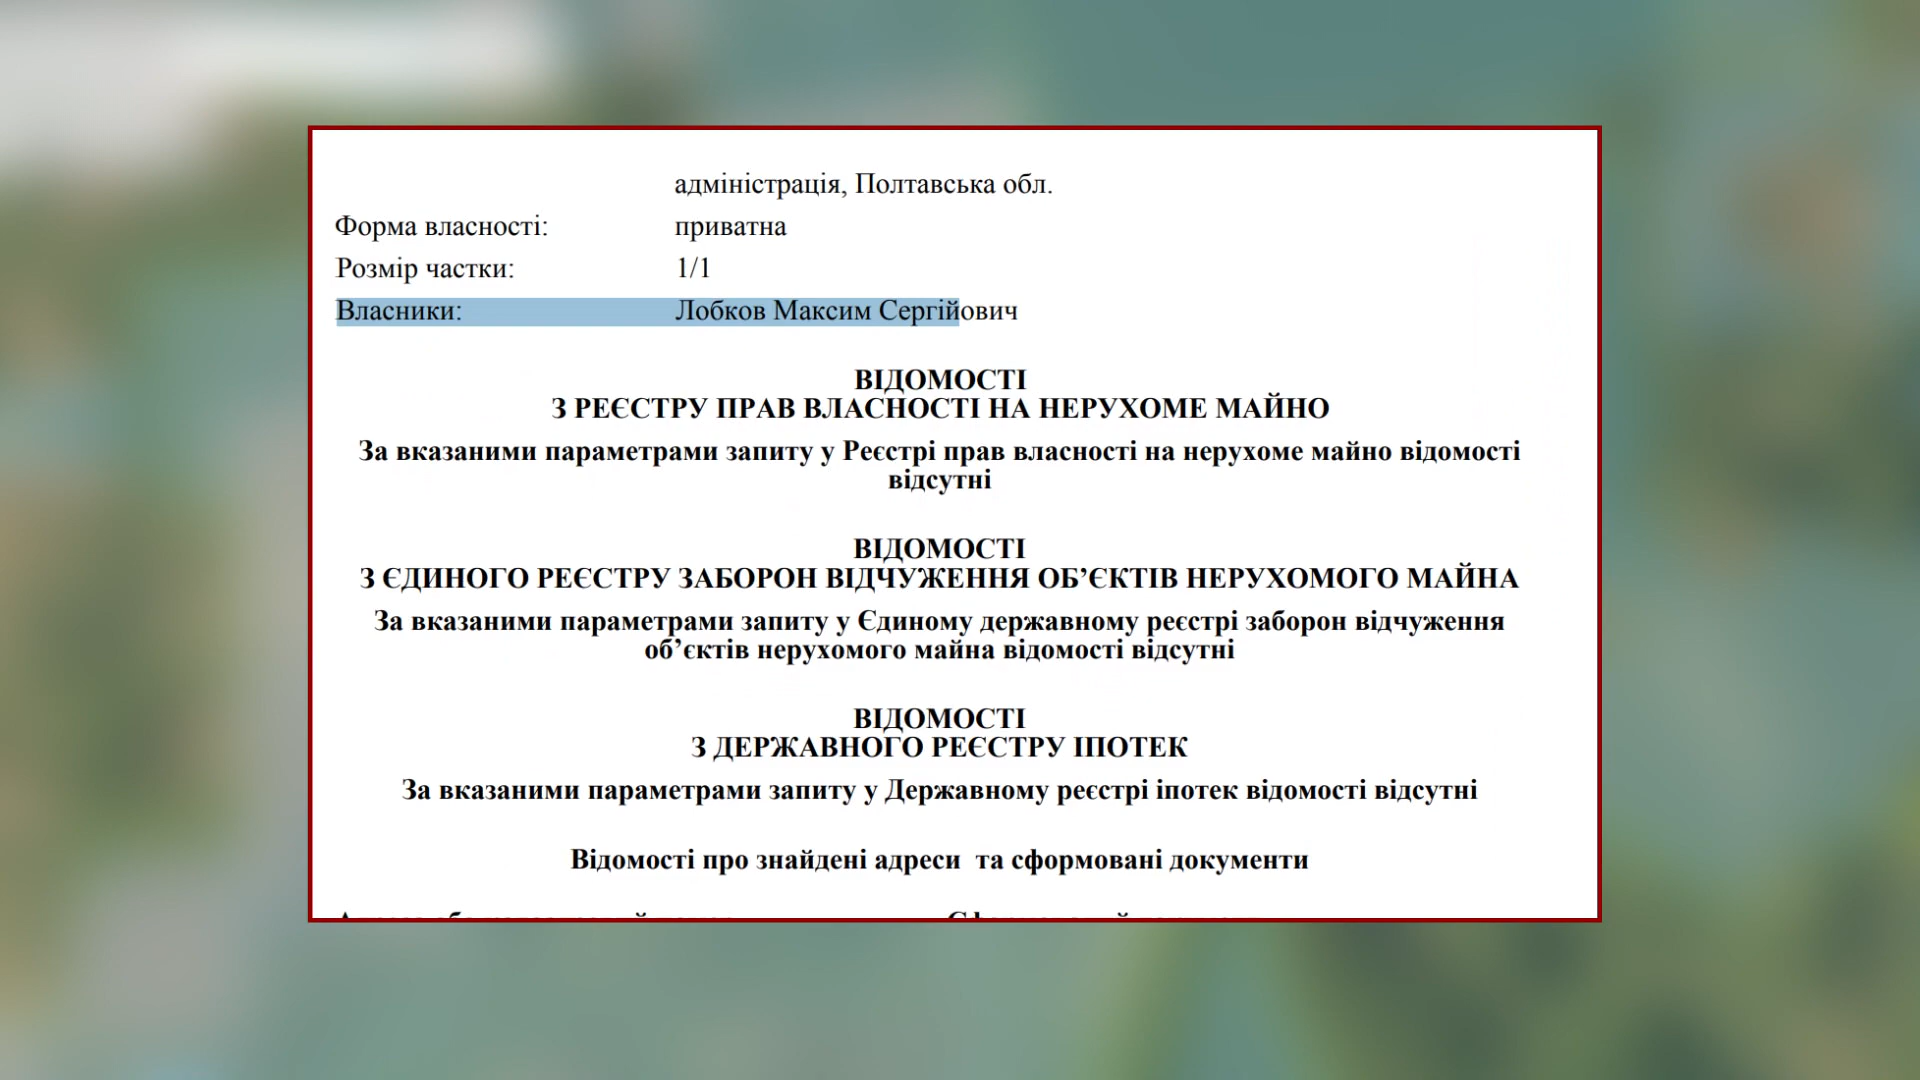 адміністрація, Полтавська обл.
Форма власності: приватна
Розмір частки: 1/1
Власники: Лобков Максим Сергійович
ВІДОМОСТІ
З РЕЄСТРУ ПРАВ ВЛАСНОСТІ НА НЕРУХОМЕ МАЙНО
За вказаними параметрами запиту у Реєстрі прав власності на нерухоме майно відомості
відсутні
ВІДОМОСТІ
З ЄДИНОГО РЕЄСТРУ ЗАБОРОН ВІДЧУЖЕННЯ ОБ’ЄКТІВ НЕРУХОМОГО МАЙНА
За вказаними параметрами запиту у Єдиному державному реєстрі заборон відчуження
об’єктів нерухомого майна відомості відсутні
ВІДОМОСТІ
З ДЕРЖАВНОГО РЕЄСТРУ ІПОТЕК
За вказаними параметрами запиту у Державному реєстрі іпотек відомості відсутні
Відомості про знайдені адреси та сформовані документи